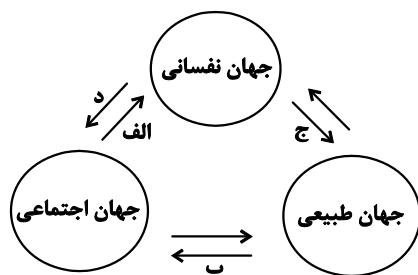 جهان نفسانی
د
الف
ج
جهان اجتماعی
جهان طبیعی
ب